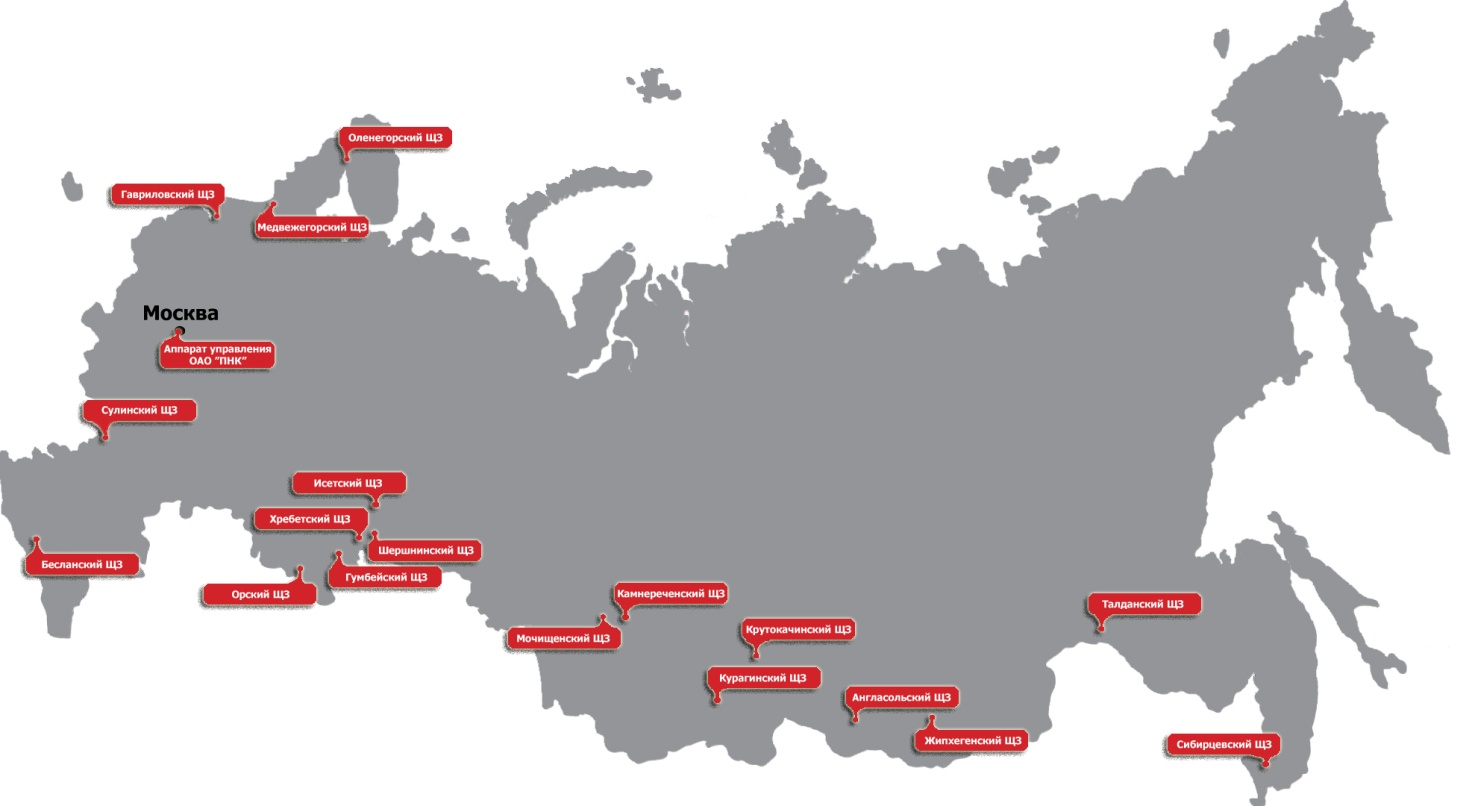 Оленегорский ЩЗ
Гавриловский ЩЗ
Медвежегорский ЩЗ
Москва
Аппарат управления
ОАО "ПНК"
Сулинский ЩЗ
Исетский ЩЗ
Хребетский ЩЗ
Шершнинский ЩЗ
Бесланский ЩЗ
Гумбейский ЩЗ
Орский ЩЗ
Камнереченский ЩЗ
Талданский ЩЗ
Мочищенский ЩЗ
Крутокачинский ЩЗ
Курагинский ЩЗ
Англасольский ЩЗ
Жипхегенский ЩЗ
Сибирцевский ЩЗ